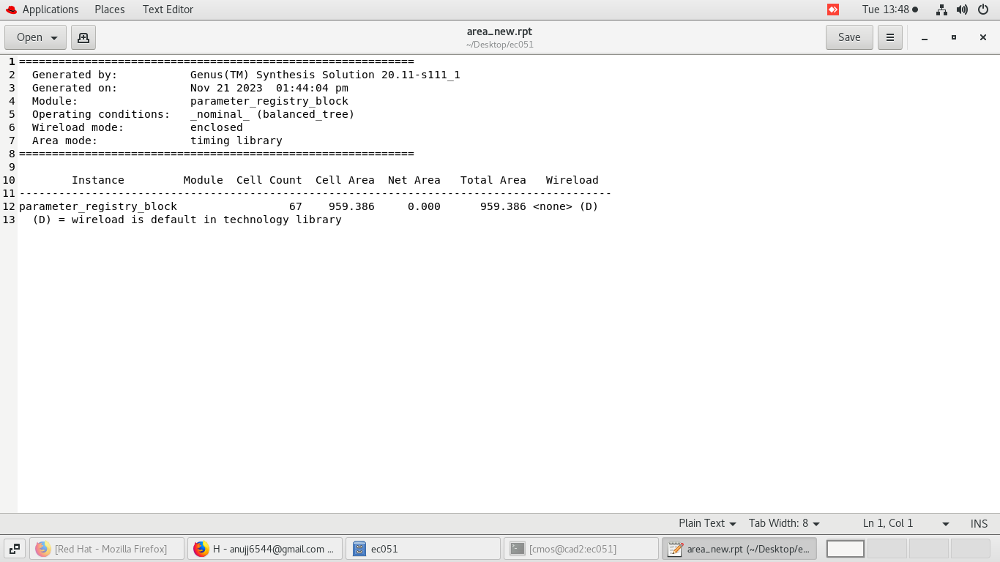 Applications Places Text Editor Tue 13:48
Open area_new.rpt Save
~/Desktop/ec051
1 ============================================================
2   Generated by:           Genus(TM) Synthesis Solution 20.11-s111_1
3   Generated on:           Nov 21 2023  01:44:04 pm
4   Module:                 parameter_registry_block
5   Operating conditions:   _nominal_ (balanced_tree)
6   Wireload mode:          enclosed
7   Area mode:              timing library
8 ============================================================
9
10         Instance         Module  Cell Count  Cell Area  Net Area   Total Area   Wireload
11 ------------------------------------------------------------------------------------------
12 parameter_registry_block                 67    959.386     0.000      959.386 <none> (D)
13   (D) = wireload is default in technology library
Plain Text Tab Width: 8 Ln 1, Col 1 INS
[Red Hat - Mozilla Firefox] H - anujj6544@gmail.com ... ec051 [cmos@cad2:ec051] area_new.rpt (~/Desktop/e...